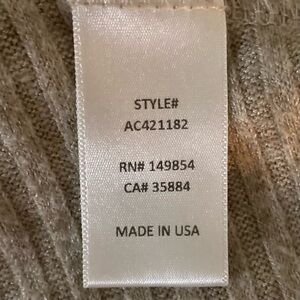 STYLE#
AC421182
RN# 149854
CA# 35884
MADE IN USA